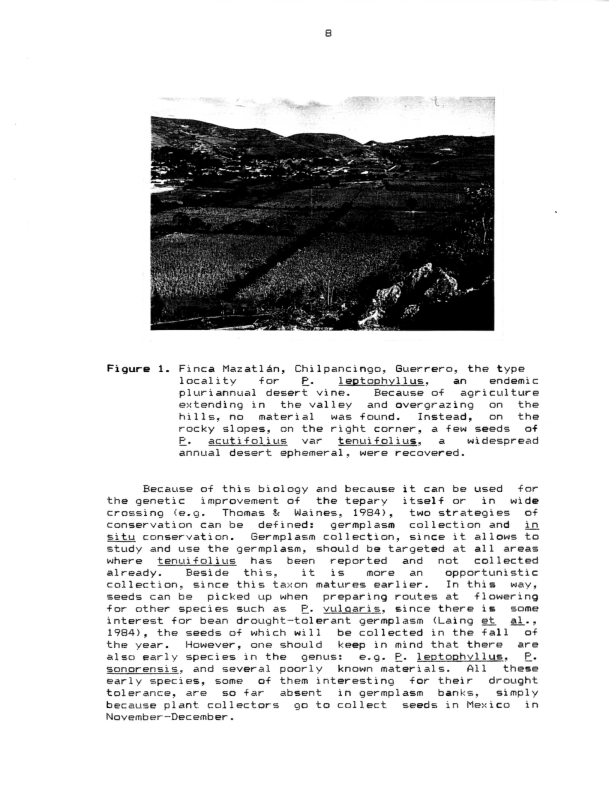 8
Figure 1. Finca Mazatlán, Chilpancingo, Guerrero, the type
locality for P. leptophyllus, an endemic
pluriannual desert vine. Because of agriculture
extending in the valley and overgrazing on the
hills, no material was found. Instead, on the
rocky slopes, on the right corner, a few seeds of
P. acutifolius var tenuifolius, a widespread
annual desert ephemeral, were recovered.
Because of this biology and because it can be used for
the genetic improvement of the tepary itself or in wide
crossing (e.g. Thomas & Waines, 1984), two strategies of
conservation can be defined: germplasm collection and in
situ conservation. Germplasm collection, since it allows to
study and use the germplasm, should be targeted at all areas
where tenuifolius has been reported and not collected
already. Beside this, it is more an opportunistic
collection, since this taxon matures earlier. In this way,
seeds can be picked up when preparing routes at flowering
for other species such as P. vulgaris, since there is some
interest for bean drought-tolerant germplasm (Laing et al.,
1984), the seeds of which will be collected in the fall of
the year. However, one should keep in mind that there are
also early species in the genus: e.g. P. leptophyllus, P.
sonorensis, and several poorly known materials. All these
early species, some of them interesting for their drought
tolerance, are so far absent in germplasm banks, simply
because plant collectors go to collect seeds in Mexico in
November-December.